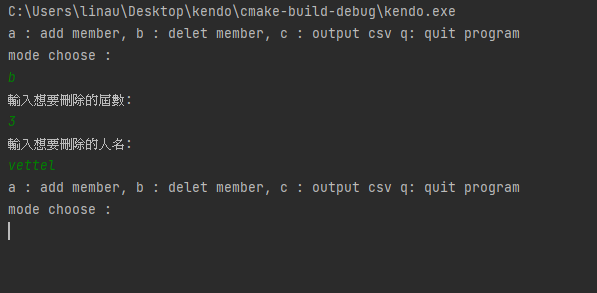 C:\Users\linau\Desktop\kendo\cmake-build-debug\kendo.exe
a : add member, b : delet member, c : output csv q: quit program
mode choose :
b
輸入想要刪除的屆數:
3
輸入想要刪除的人名:
vettel
a : add member, b : delet member, c : output csv q: quit program
mode choose :